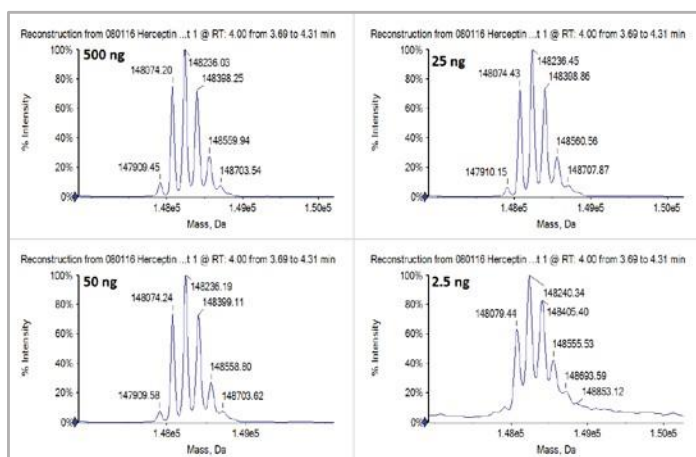 Reconstruction from 080116 Herceptin ...t 1 @ RT: 4.00 from 3.69 to 4.31 min
500 ng
% Intensity
100%
80%
60%
40%
20%
0%
148236.03
148074.20
148398.25
148559.94
147909.45
148703.54
1.48e5 1.49e5 1.50e5
Mass, Da
Reconstruction from 080116 Herceptin ...t 1 @ RT: 4.00 from 3.69 to 4.31 min
25 ng
% Intensity
100%
80%
60%
40%
20%
0%
148236.45
148074.43
148398.86
148560.56
147910.15
148707.87
1.48e5 1.49e5 1.50e5
Mass, Da
Reconstruction from 080116 Herceptin ...t 1 @ RT: 4.00 from 3.69 to 4.31 min
50 ng
% Intensity
100%
80%
60%
40%
20%
0%
148236.19
148074.24
148399.11
148558.80
147909.58
148703.62
1.48e5 1.49e5
Mass, Da
Reconstruction from 080116 Herceptin ...t 1 @ RT: 4.00 from 3.69 to 4.31 min
2.5 ng
% Intensity
100%
80%
60%
40%
20%
0%
148240.34
148079.44
148405.40
148555.53
148693.59
148853.12
1.48e5 1.49e5 1.50e5
Mass, Da